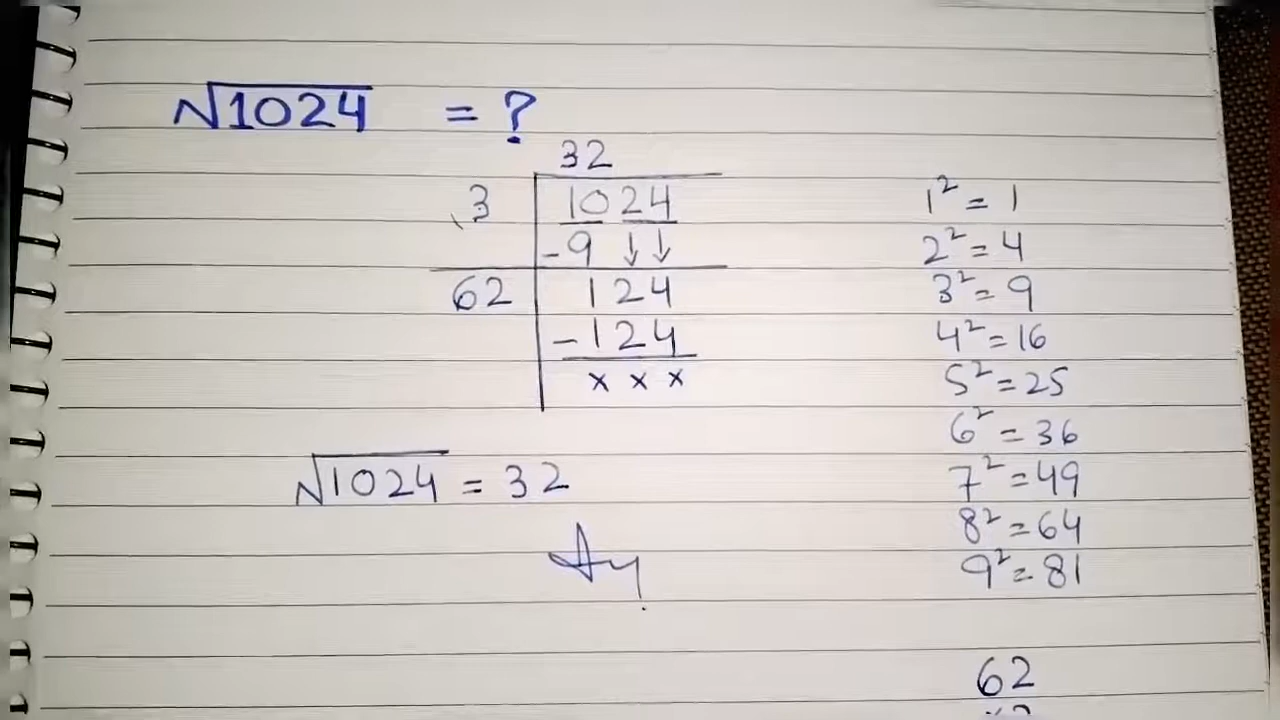 √1024 = ?
32
3 1024
-9 ↓↓
62 124
-124
x x x
√1024 = 32
1² = 1
2² = 4
3² = 9
4² = 16
5² = 25
6² = 36
7² = 49
8² = 64
9² = 81
62